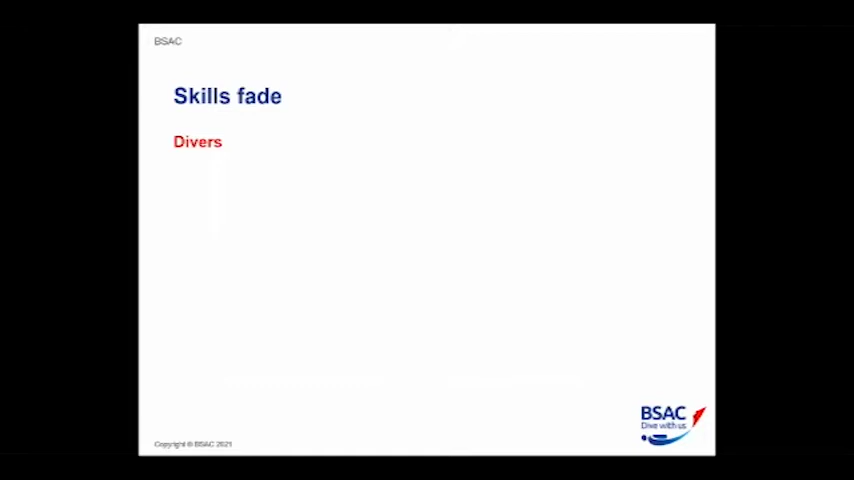 BSAC
Skills fade
Divers
BSAC
Dive with us
Copyright © BSAC 2021